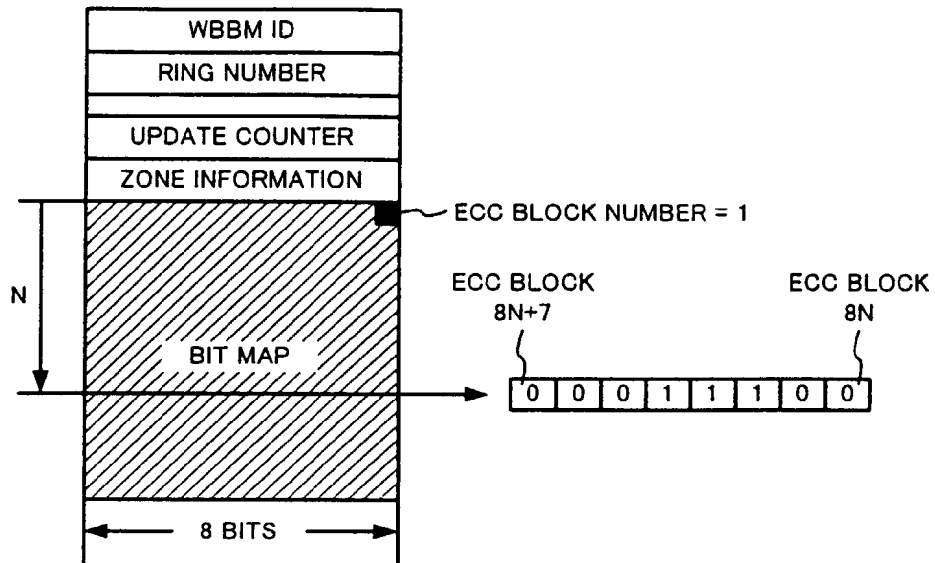 WBBM ID
RING NUMBER
UPDATE COUNTER
ZONE INFORMATION
ECC BLOCK NUMBER = 1
N
BIT MAP
ECC BLOCK
8N+7
ECC BLOCK
8N
0 0 0 1 1 1 0 0
8 BITS